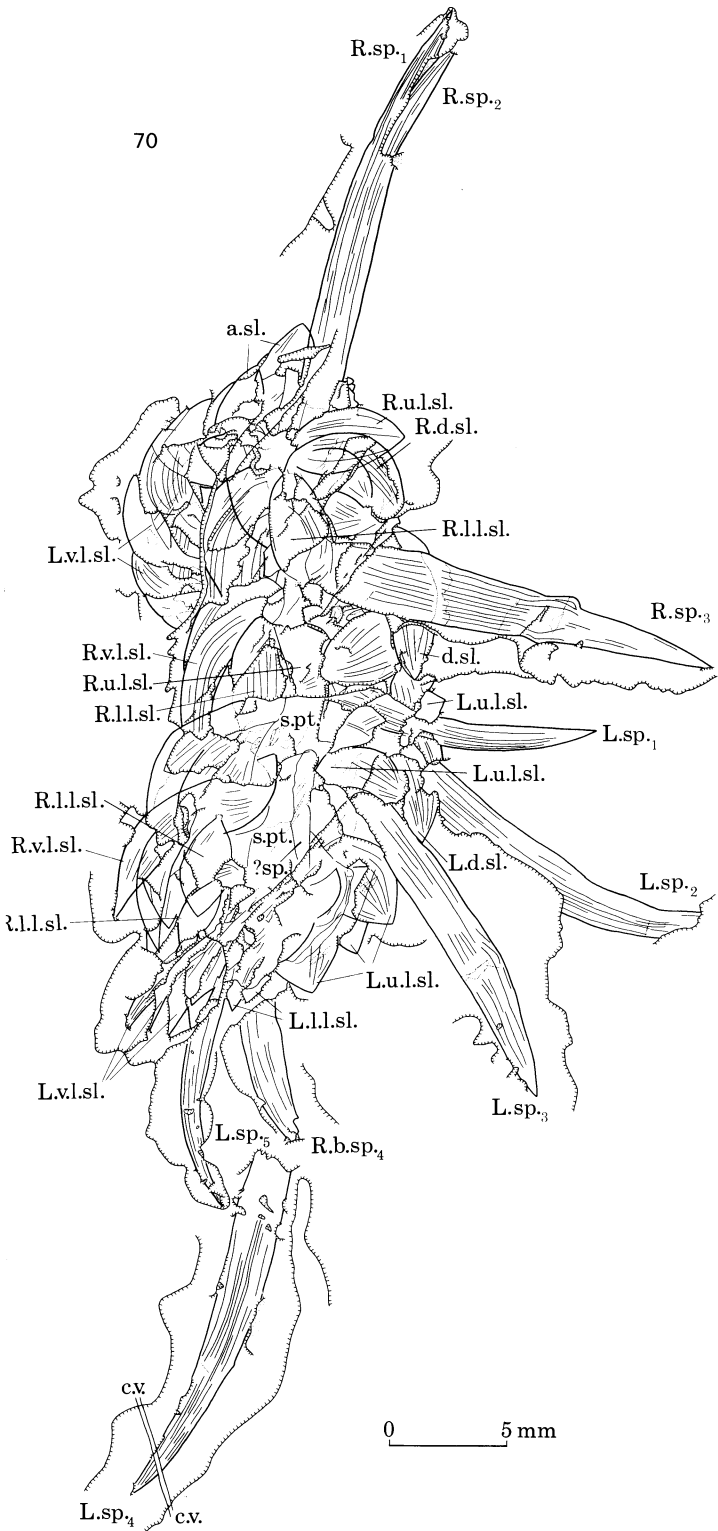 R.sp.₁
R.sp.₂
70
a.sl.
R.u.l.sl.
R.d.sl.
R.l.l.sl.
L.v.l.sl.
R.sp.₃
R.v.l.sl.
d.sl.
R.u.l.sl.
L.u.l.sl.
R.l.l.sl.
s.pt.
L.sp.₁
L.u.l.sl.
R.l.l.sl.
s.pt.
R.v.l.sl.
?sp.
L.d.sl.
L.sp.₂
R.l.l.sl.
L.u.l.sl.
L.l.l.sl.
L.v.l.sl.
L.sp.₃
L.sp.₅
R.b.sp.₄
c.v.
0 5 mm
L.sp.₄
c.v.